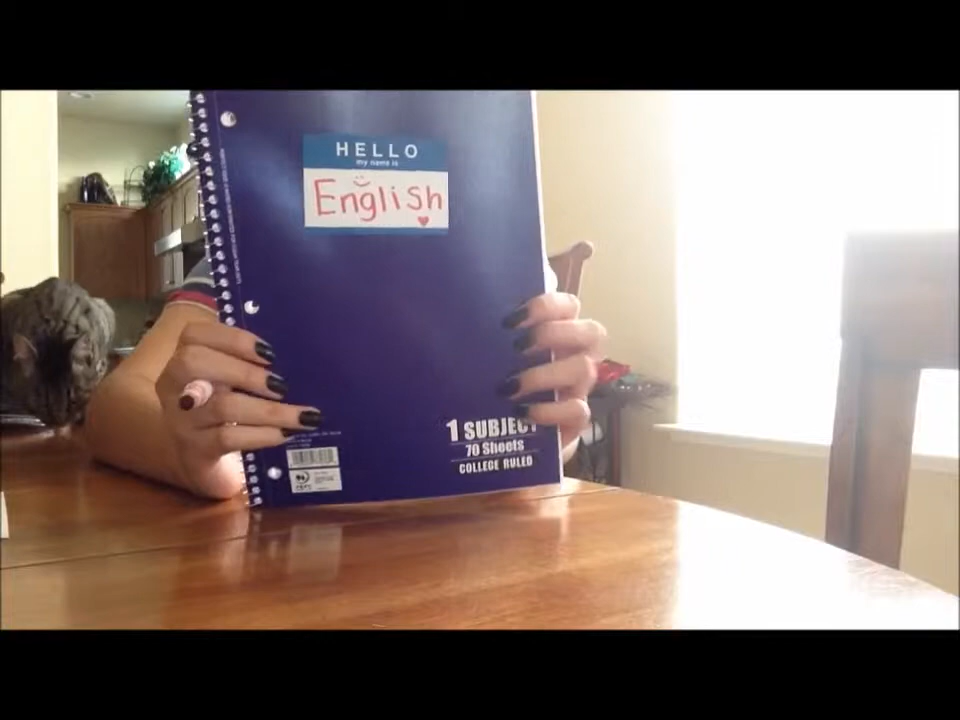 HELLO
my name is
English
1 SUBJECT
70 Sheets
COLLEGE RULED